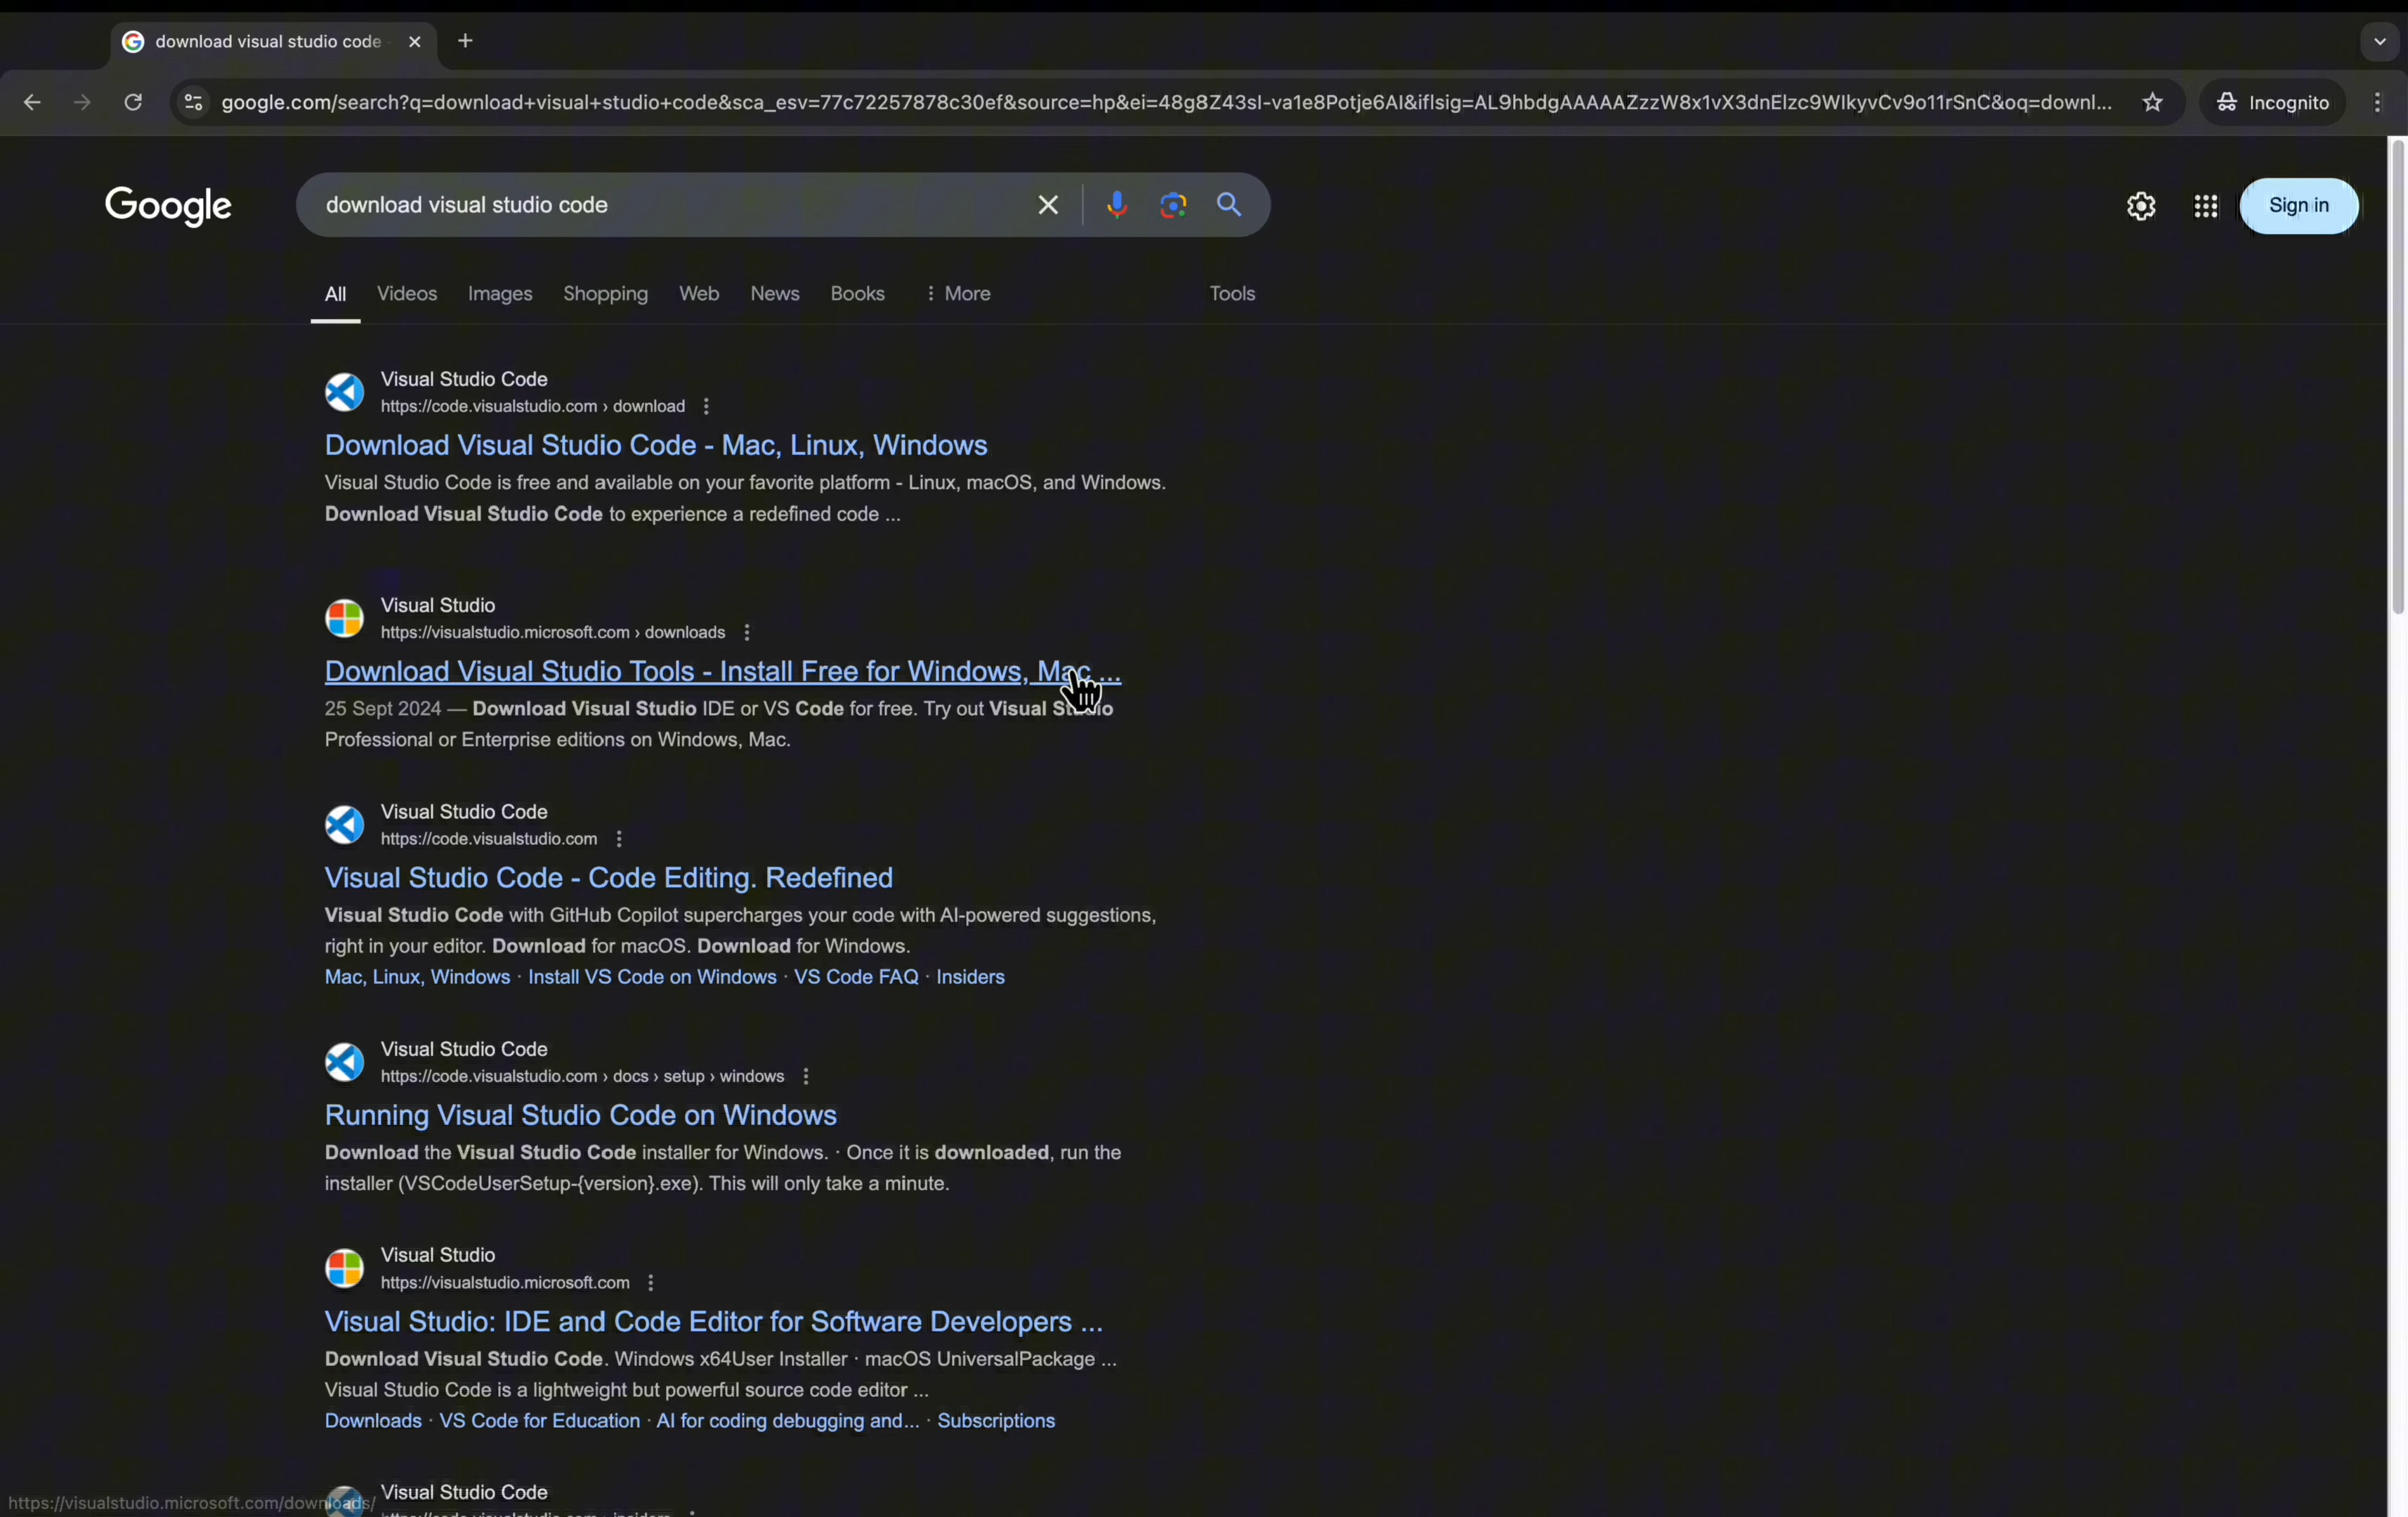 download visual studio code
google.com/search?q=download+visual+studio+code&sca_esv=77c72257878c30ef&source=hp&ei=48g8Z43sI-va1e8Potje6AI&iflsig=AL9hbdgAAAAAZzzW8x1vX3dnEIzc9WIkyvCv9o11rSnC&oq=downl...
Incognito
Google
download visual studio code
Sign in
All
Videos
Images
Shopping
Web
News
Books
More
Tools
Visual Studio Code
https://code.visualstudio.com › download
Download Visual Studio Code - Mac, Linux, Windows
Visual Studio Code is free and available on your favorite platform - Linux, macOS, and Windows.
Download Visual Studio Code to experience a redefined code ...
Visual Studio
https://visualstudio.microsoft.com › downloads
Download Visual Studio Tools - Install Free for Windows, Mac ...
25 Sept 2024 — Download Visual Studio IDE or VS Code for free. Try out Visual Studio
Professional or Enterprise editions on Windows, Mac.
Visual Studio Code
https://code.visualstudio.com
Visual Studio Code - Code Editing. Redefined
Visual Studio Code with GitHub Copilot supercharges your code with AI-powered suggestions,
right in your editor. Download for macOS. Download for Windows.
Mac, Linux, Windows · Install VS Code on Windows · VS Code FAQ · Insiders
Visual Studio Code
https://code.visualstudio.com › docs › setup › windows
Running Visual Studio Code on Windows
Download the Visual Studio Code installer for Windows. · Once it is downloaded, run the
installer (VSCodeUserSetup-{version}.exe). This will only take a minute.
Visual Studio
https://visualstudio.microsoft.com
Visual Studio: IDE and Code Editor for Software Developers ...
Download Visual Studio Code. Windows x64User Installer · macOS UniversalPackage ...
Visual Studio Code is a lightweight but powerful source code editor ...
Downloads · VS Code for Education · AI for coding debugging and... · Subscriptions
Visual Studio Code
https://visualstudio.microsoft.com/downloads/